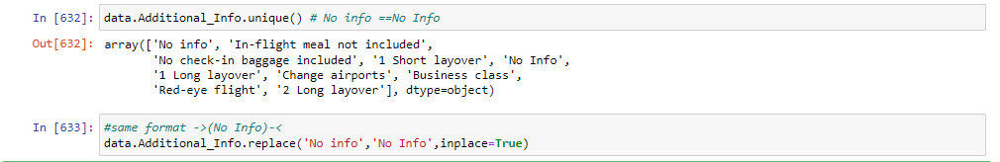 In [632]: data.Additional_Info.unique() # No info ==No Info
Out[632]: array(['No info', 'In-flight meal not included',
'No check-in baggage included', '1 Short layover', 'No Info',
'1 Long layover', 'Change airports', 'Business class',
'Red-eye flight', '2 Long layover'], dtype=object)
In [633]: #same format ->(No Info)-<
data.Additional_Info.replace('No info','No Info',inplace=True)